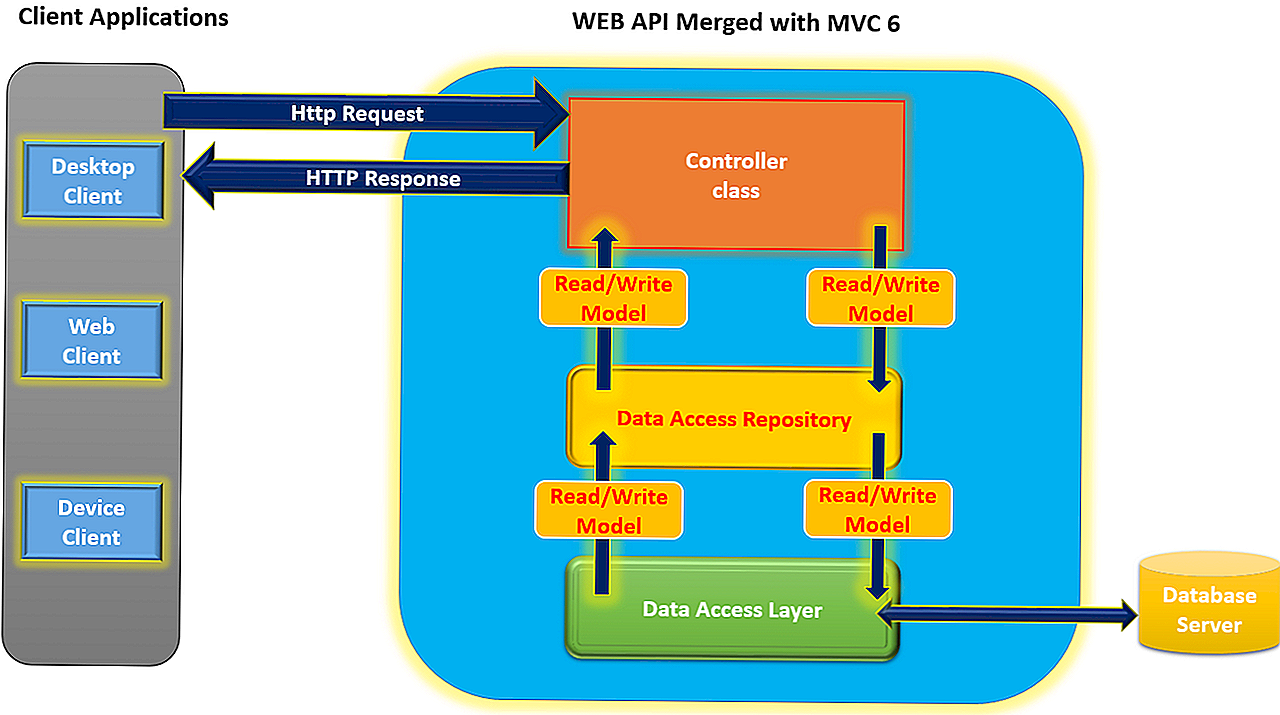 Client Applications
WEB API Merged with MVC 6
Http Request
HTTP Response
Desktop
Client
Web
Client
Device
Client
Controller
class
Read/Write
Model
Read/Write
Model
Data Access Repository
Read/Write
Model
Read/Write
Model
Data Access Layer
Database
Server